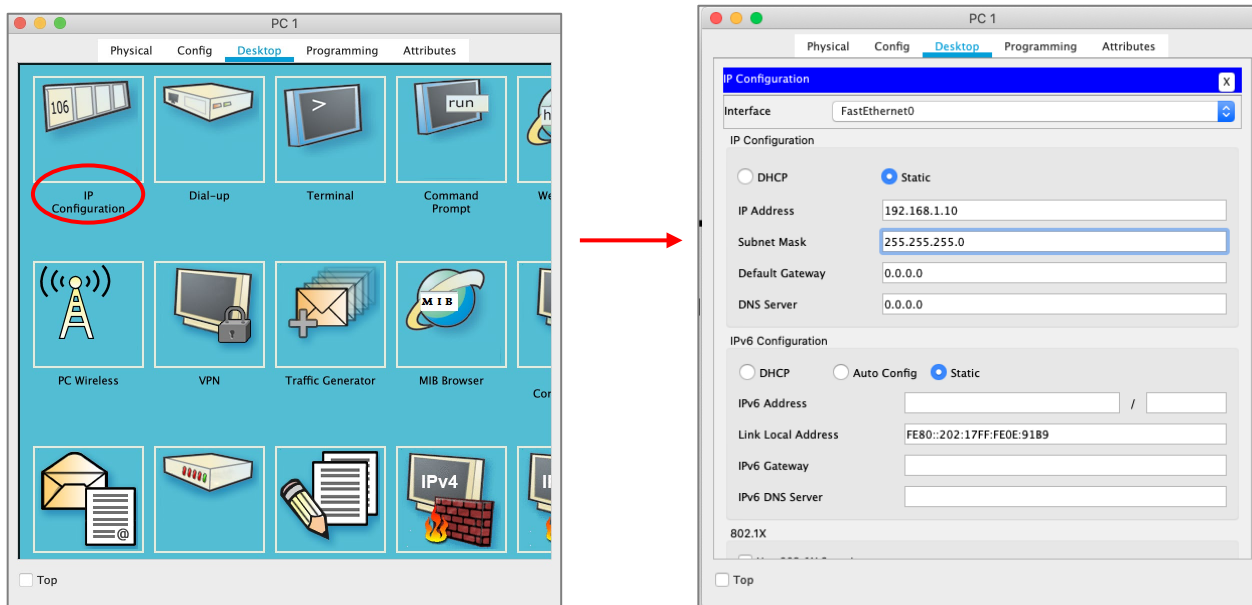 PC 1
Physical Config Desktop Programming Attributes
106
>
run
IP
Configuration
Dial-up
Terminal
Command
Prompt
MIB
PC Wireless
VPN
Traffic Generator
MIB Browser
@
IPv4
Top
PC 1
Physical Config Desktop Programming Attributes
IP Configuration
X
Interface FastEthernet0
IP Configuration
DHCP Static
IP Address 192.168.1.10
Subnet Mask 255.255.255.0
Default Gateway 0.0.0.0
DNS Server 0.0.0.0
IPv6 Configuration
DHCP Auto Config Static
IPv6 Address /
Link Local Address FE80::202:17FF:FE0E:91B9
IPv6 Gateway
IPv6 DNS Server
802.1X
Top